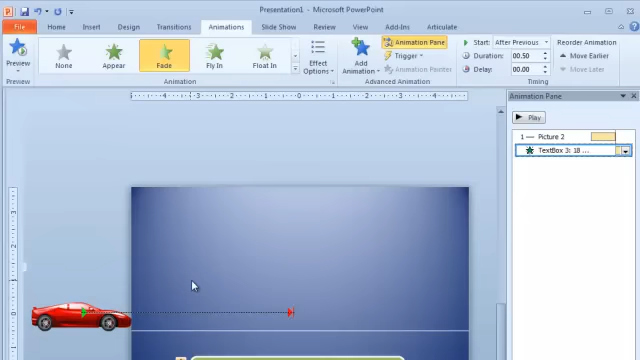 Presentation1 - Microsoft PowerPoint
File Home Insert Design Transitions Animations Slide Show Review View Add-Ins Articulate
Preview
None
Appear
Fade
Fly In
Float In
Effect
Options
Add
Animation
Animation Pane
Trigger
Animation Painter
Start: After Previous
Duration: 00.50
Delay: 00.00
Reorder Animation
Move Earlier
Move Later
Preview
Animation
Advanced Animation
Timing
Animation Pane
Play
1 Picture 2
TextBox 3: 18 ...